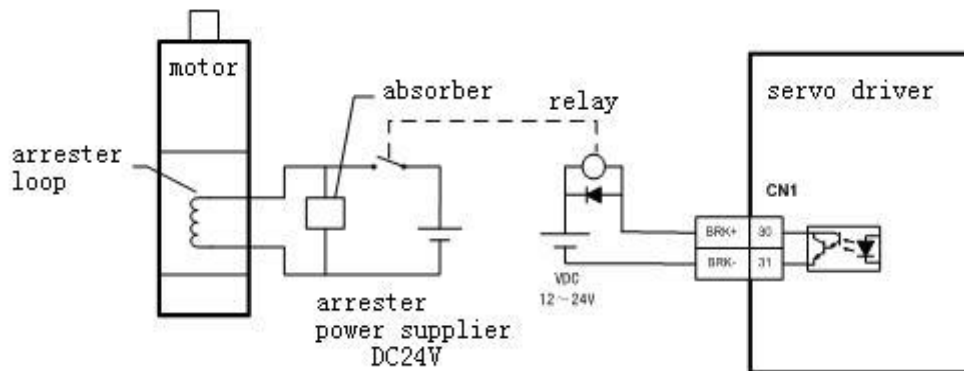 motor
absorber
relay
servo driver
arrester
loop
CN1
BRK+ 30
BRK- 31
VDC
12～24V
arrester
power supplier
DC24V